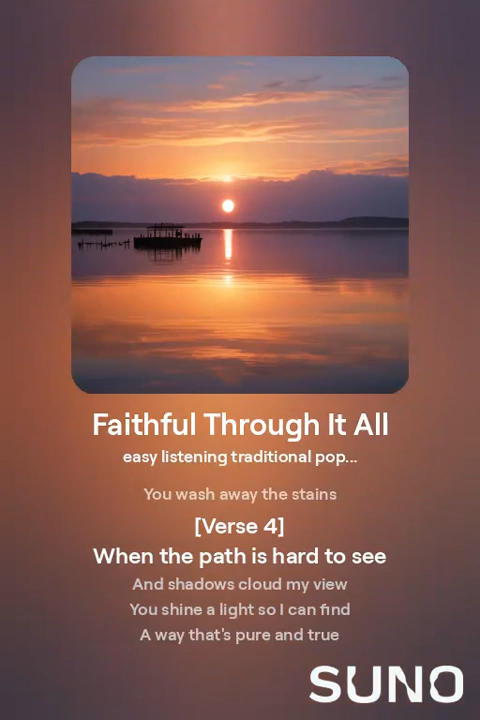 Faithful Through It All
easy listening traditional pop...
You wash away the stains
[Verse 4]
When the path is hard to see
And shadows cloud my view
You shine a light so I can find
A way that's pure and true
SUNO